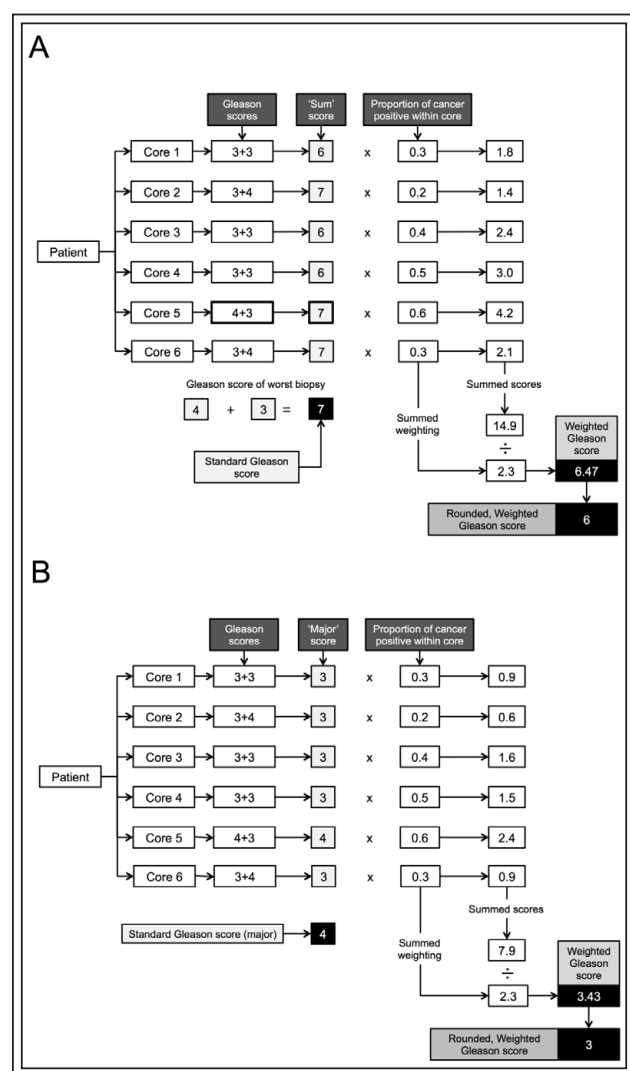 A
Gleason scores
'Sum' score
Proportion of cancer positive within core
Patient
Core 1 3+3 6 x 0.3 1.8
Core 2 3+4 7 x 0.2 1.4
Core 3 3+3 6 x 0.4 2.4
Core 4 3+3 6 x 0.5 3.0
Core 5 4+3 7 x 0.6 4.2
Core 6 3+4 7 x 0.3 2.1
Gleason score of worst biopsy
4 + 3 = 7
Standard Gleason score
Summed weighting
Summed scores
14.9
÷
2.3
Weighted Gleason score
6.47
Rounded, Weighted Gleason score
6
B
Gleason scores
'Major' score
Proportion of cancer positive within core
Patient
Core 1 3+3 3 x 0.3 0.9
Core 2 3+4 3 x 0.2 0.6
Core 3 3+3 3 x 0.4 1.6
Core 4 3+3 3 x 0.5 1.5
Core 5 4+3 4 x 0.6 2.4
Core 6 3+4 3 x 0.3 0.9
Standard Gleason score (major) 4
Summed weighting
Summed scores
7.9
÷
2.3
Weighted Gleason score
3.43
Rounded, Weighted Gleason score
3